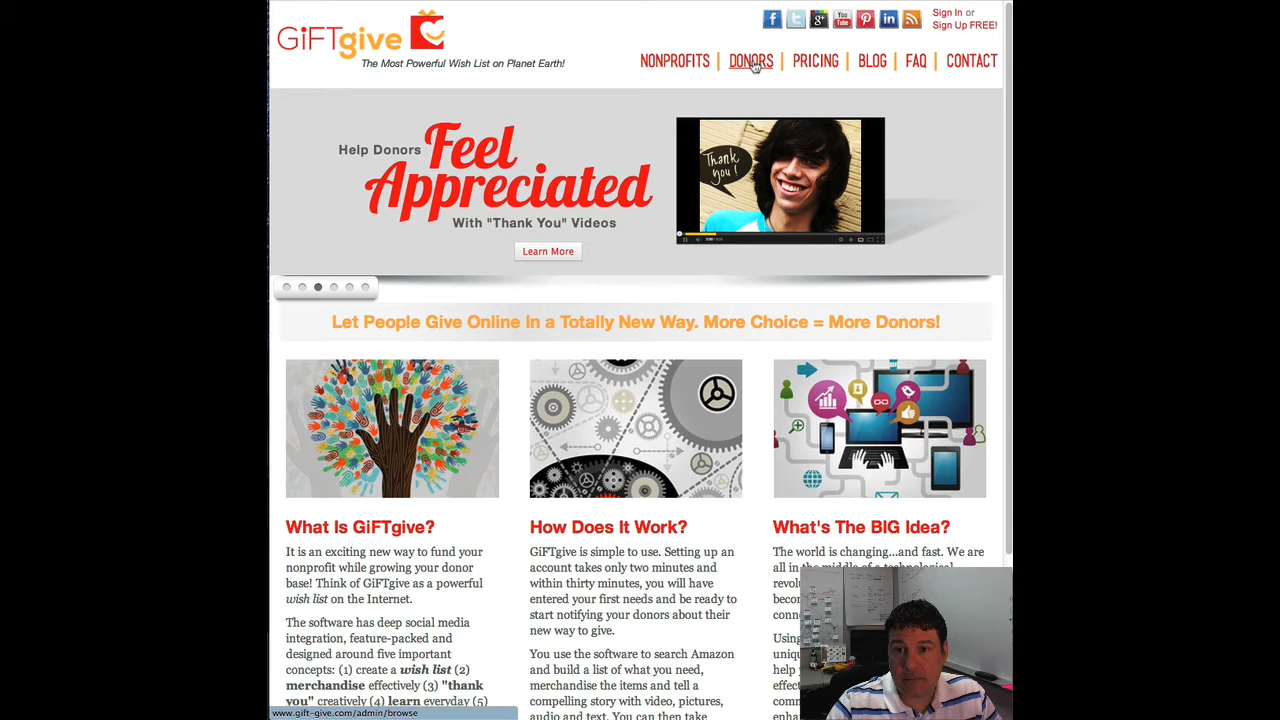 GiFTgive
The Most Powerful Wish List on Planet Earth!
Sign In or
Sign Up FREE!
NONPROFITS | DONORS | PRICING | BLOG | FAQ | CONTACT
Help Donors Feel
Appreciated
With "Thank You" Videos
Learn More
Thank
you!
Let People Give Online In a Totally New Way. More Choice = More Donors!
What Is GiFTgive?
It is an exciting new way to fund your
nonprofit while growing your donor
base! Think of GiFTgive as a powerful
wish list on the Internet.
The software has deep social media
integration, feature-packed and
designed around five important
concepts: (1) create a wish list (2)
merchandise effectively (3) "thank
you" creatively (4) learn everyday (5)
How Does It Work?
GiFTgive is simple to use. Setting up an
account takes only two minutes and
within thirty minutes, you will have
entered your first needs and be ready to
start notifying your donors about their
new way to give.
You use the software to search Amazon
and build a list of what you need,
merchandise the items and tell a
compelling story with video, pictures,
audio and text. You can then take
What's The BIG Idea?
The world is changing...and fast. We are
all in the middle of a technological
www.gift-give.com/admin/browse